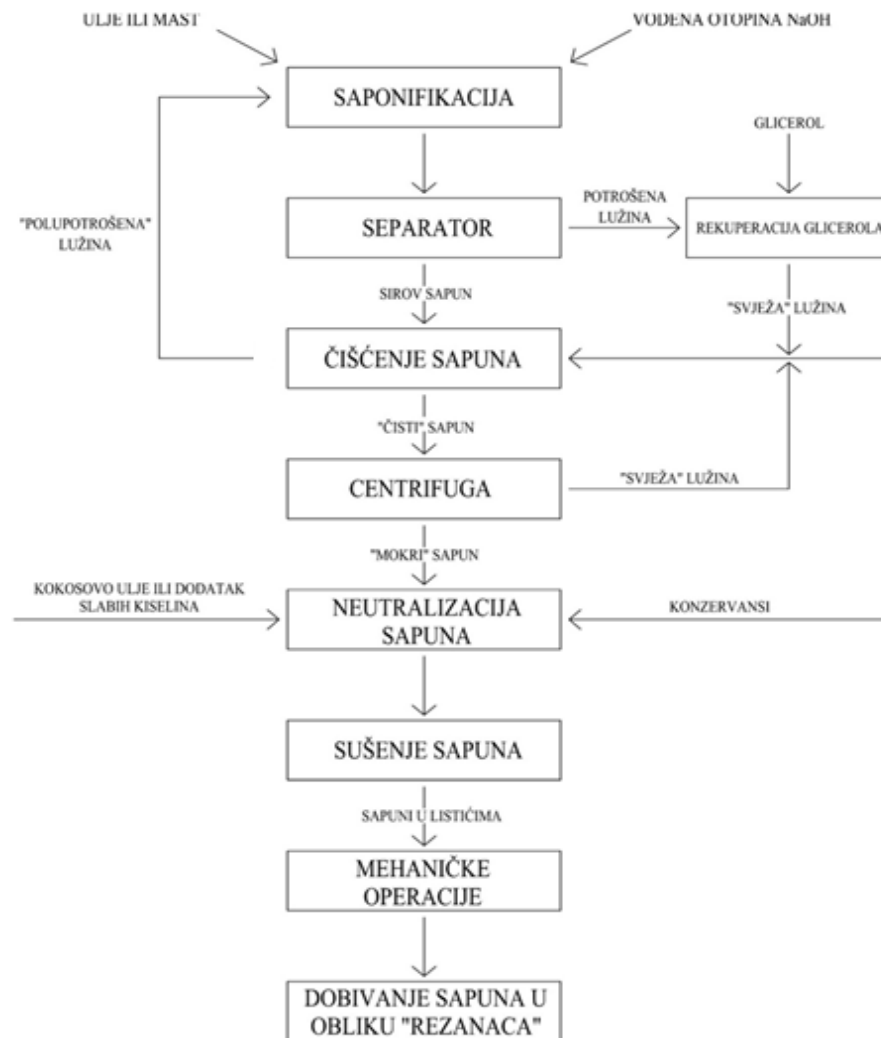 ULJE ILI MAST
VODENA OTOPINA NaOH
SAPONIFIKACIJA
GLICEROL
"POLUPOTROŠENA"
LUŽINA
SEPARATOR
POTROŠENA
LUŽINA
REKUPERACIJA GLICEROLA
SIROV SAPUN
"SVJEŽA" LUŽINA
ČIŠĆENJE SAPUNA
"ČISTI" SAPUN
CENTRIFUGA
"SVJEŽA" LUŽINA
"MOKRI" SAPUN
KOKOSOVO ULJE ILI DODATAK
SLABIH KISELINA
NEUTRALIZACIJA
SAPUNA
KONZERVANSI
SUŠENJE SAPUNA
SAPUNI U LISTIĆIMA
MEHANIČKE
OPERACIJE
DOBIVANJE SAPUNA U
OBLIKU "REZANACA"